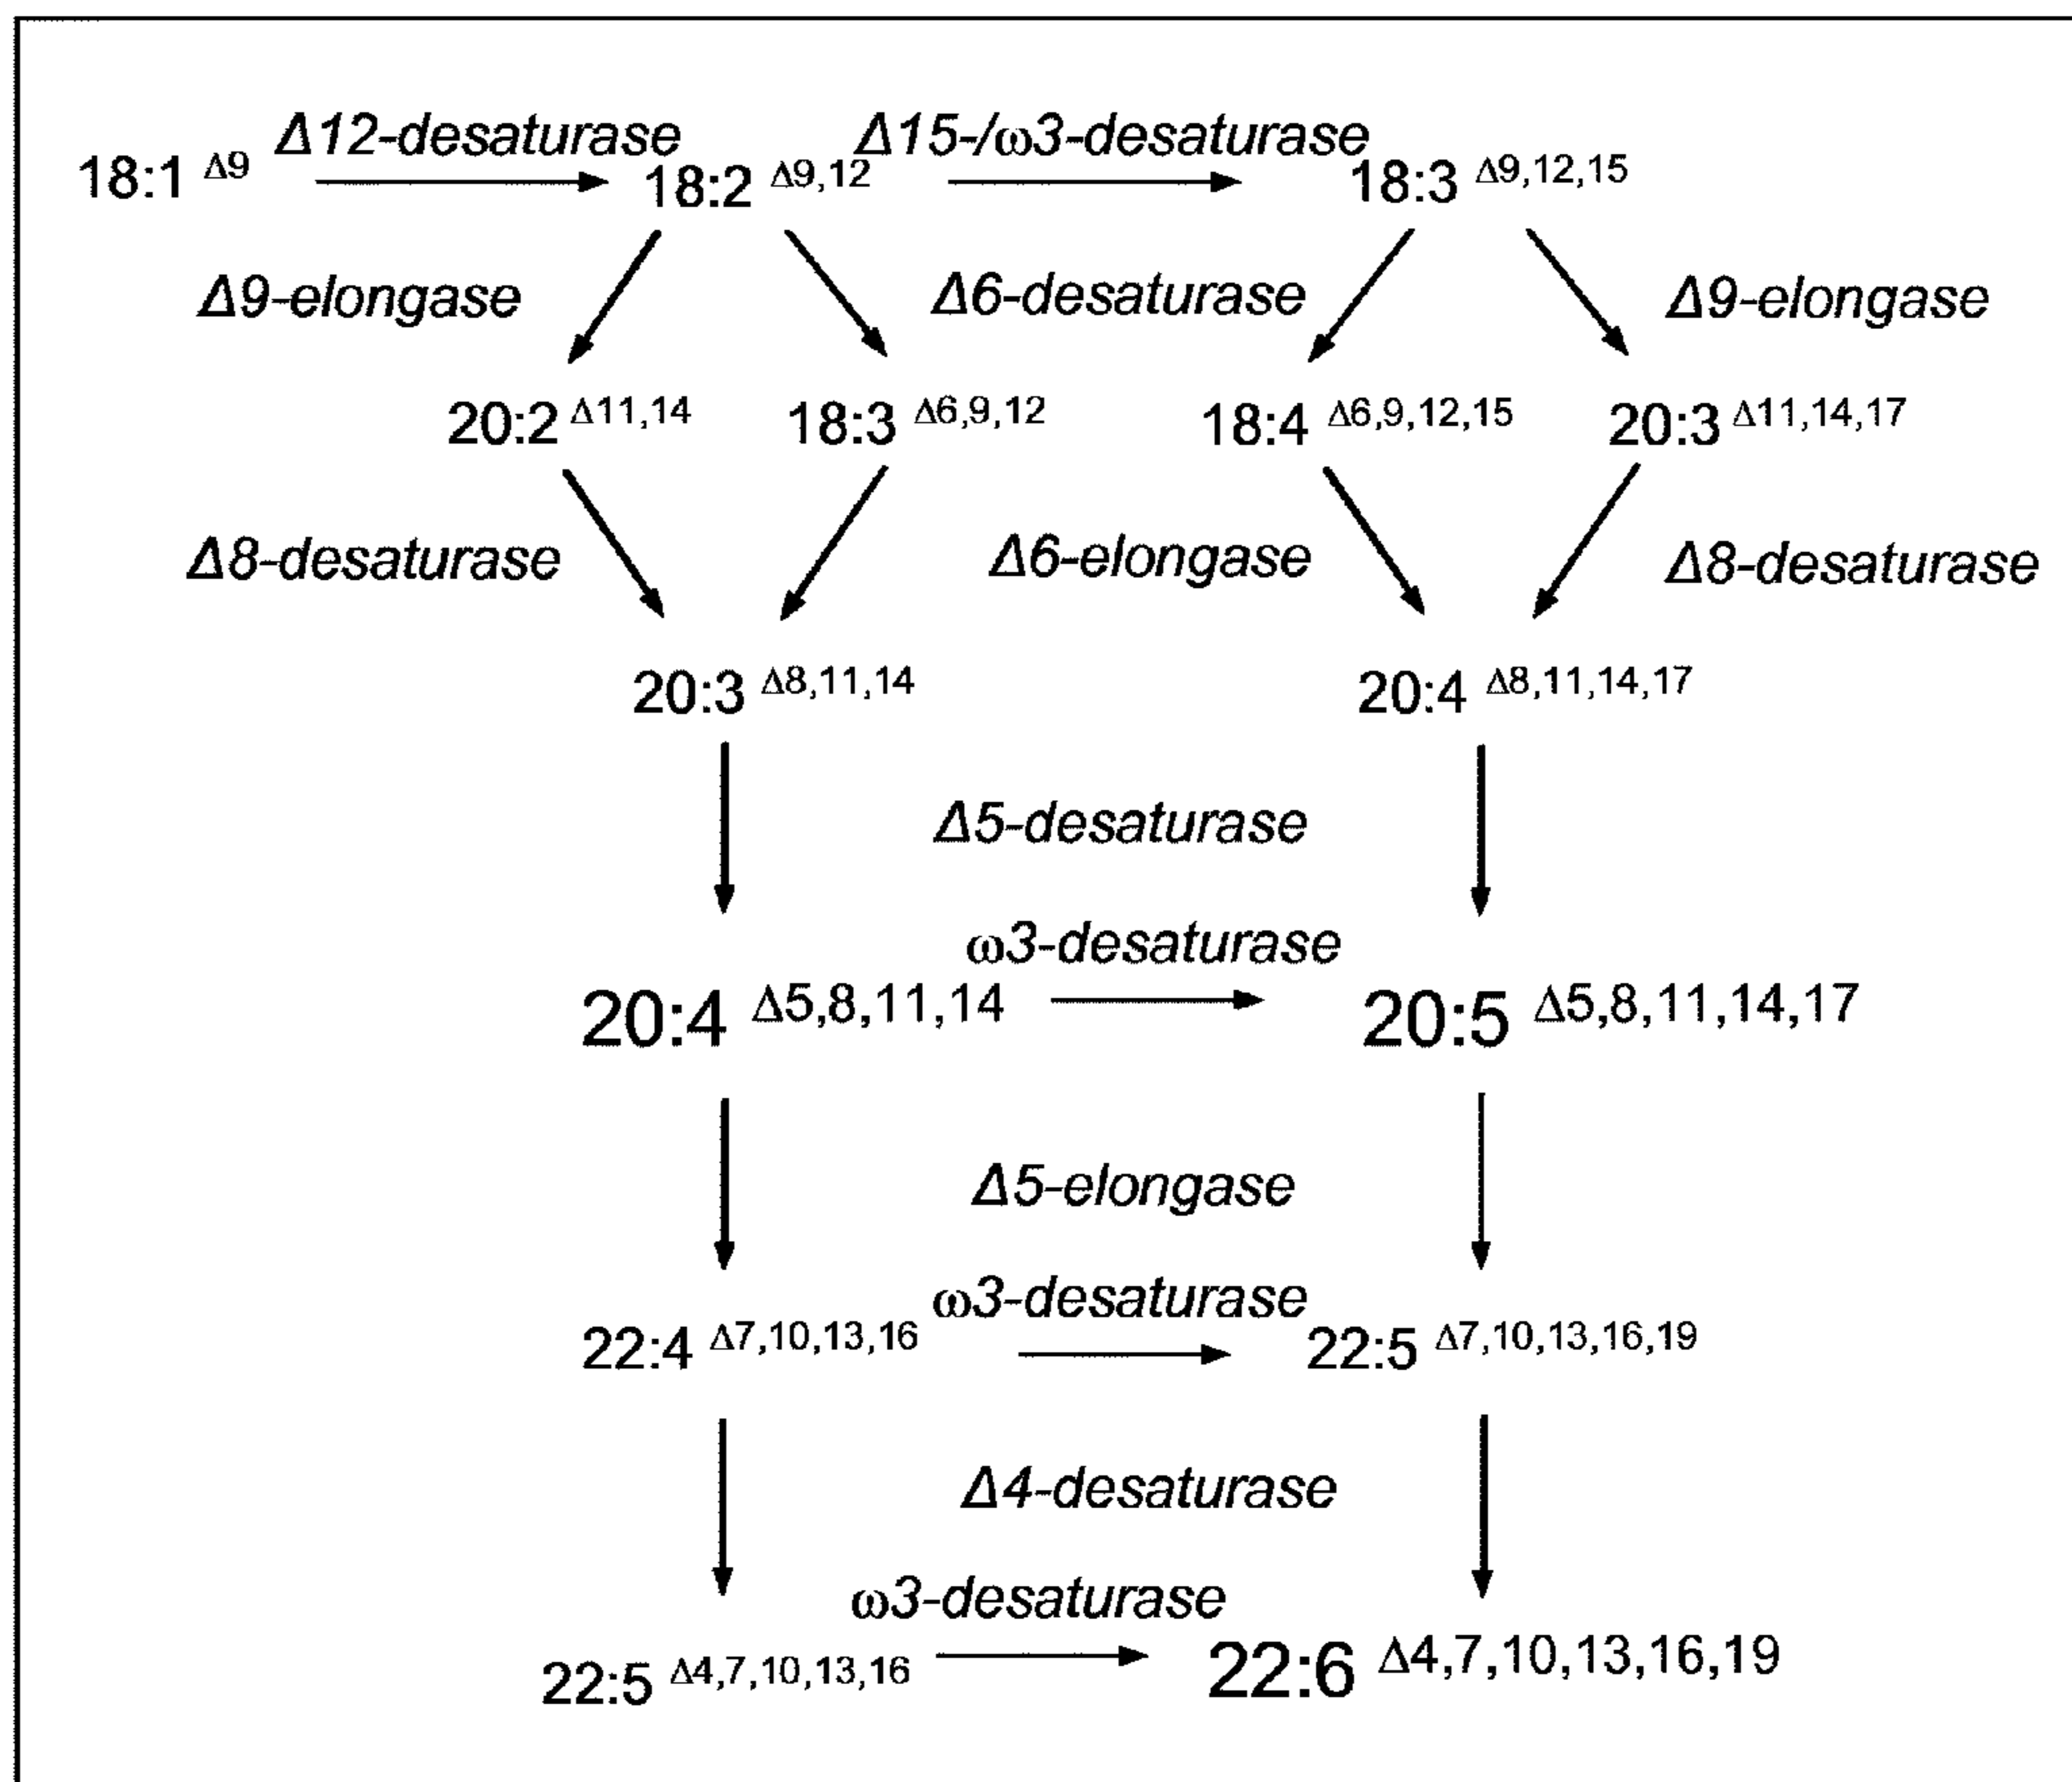 Δ12-desaturase Δ15-/ω3-desaturase
18:1 Δ9 18:2 Δ9,12 18:3 Δ9,12,15
Δ9-elongase Δ6-desaturase Δ9-elongase
20:2 Δ11,14 18:3 Δ6,9,12 18:4 Δ6,9,12,15 20:3 Δ11,14,17
Δ8-desaturase Δ6-elongase Δ8-desaturase
20:3 Δ8,11,14 20:4 Δ8,11,14,17
Δ5-desaturase
ω3-desaturase
20:4 Δ5,8,11,14 20:5 Δ5,8,11,14,17
Δ5-elongase
ω3-desaturase
22:4 Δ7,10,13,16 22:5 Δ7,10,13,16,19
Δ4-desaturase
ω3-desaturase
22:5 Δ4,7,10,13,16 22:6 Δ4,7,10,13,16,19